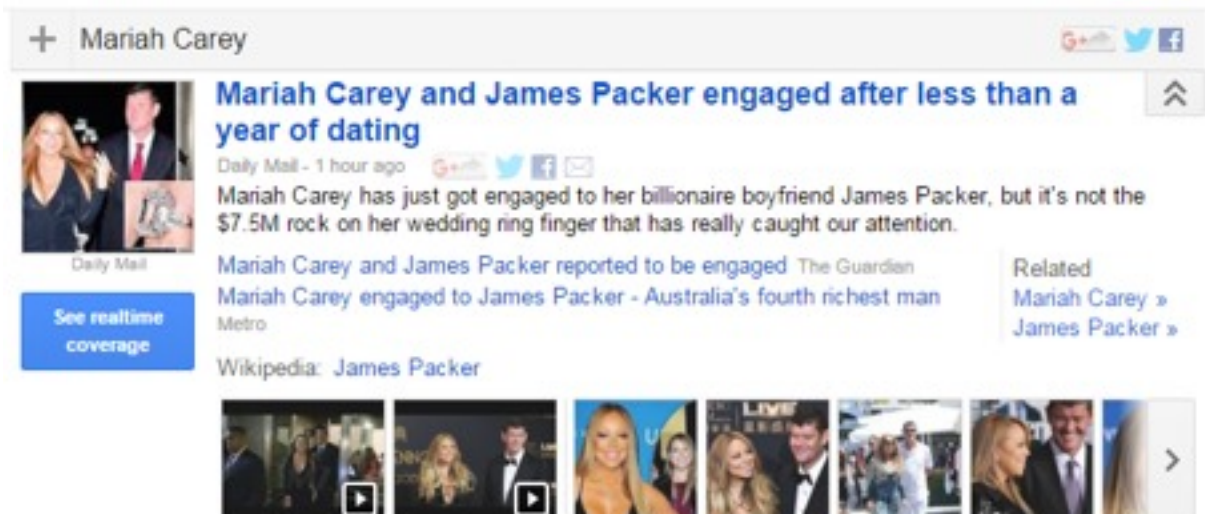 Mariah Carey
G+
Mariah Carey and James Packer engaged after less than a
year of dating
Daily Mail - 1 hour ago G+
Mariah Carey has just got engaged to her billionaire boyfriend James Packer, but it's not the
$7.5M rock on her wedding ring finger that has really caught our attention.
Daily Mail
Mariah Carey and James Packer reported to be engaged The Guardian
Mariah Carey engaged to James Packer - Australia's fourth richest man
Metro
Related
Mariah Carey »
James Packer »
See realtime
coverage
Wikipedia: James Packer
LIVE